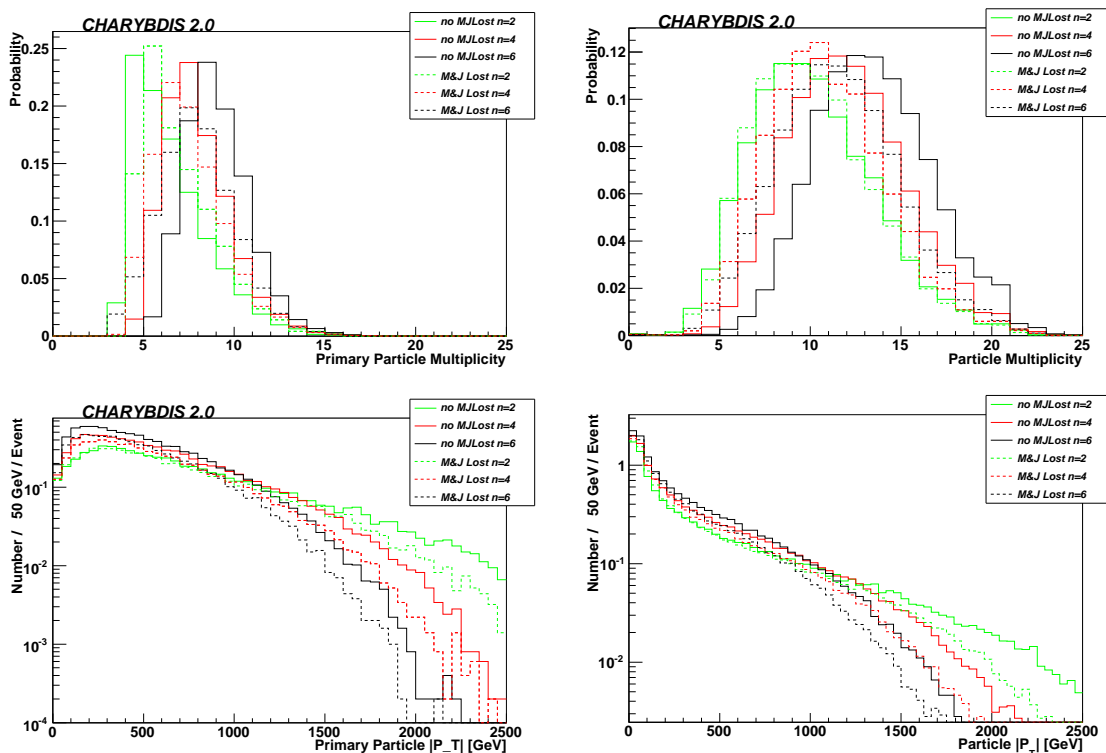 CHARYBDIS 2.0
no MJLost n=2
no MJLost n=4
no MJLost n=6
M&J Lost n=2
M&J Lost n=4
M&J Lost n=6
Probability
0.25
0.2
0.15
0.1
0.05
0
0 5 10 15 20 25
Primary Particle Multiplicity
CHARYBDIS 2.0
no MJLost n=2
no MJLost n=4
no MJLost n=6
M&J Lost n=2
M&J Lost n=4
M&J Lost n=6
Probability
0.12
0.1
0.08
0.06
0.04
0.02
0
0 5 10 15 20 25
Particle Multiplicity
CHARYBDIS 2.0
no MJLost n=2
no MJLost n=4
no MJLost n=6
M&J Lost n=2
M&J Lost n=4
M&J Lost n=6
Number / 50 GeV / Event
10^-1
10^-2
10^-3
10^-4
0 500 1000 1500 2000 2500
Primary Particle |P_T| [GeV]
no MJLost n=2
no MJLost n=4
no MJLost n=6
M&J Lost n=2
M&J Lost n=4
M&J Lost n=6
Number / 50 GeV / Event
1
10^-1
10^-2
0 500 1000 1500 2000 2500
Particle |P_T| [GeV]